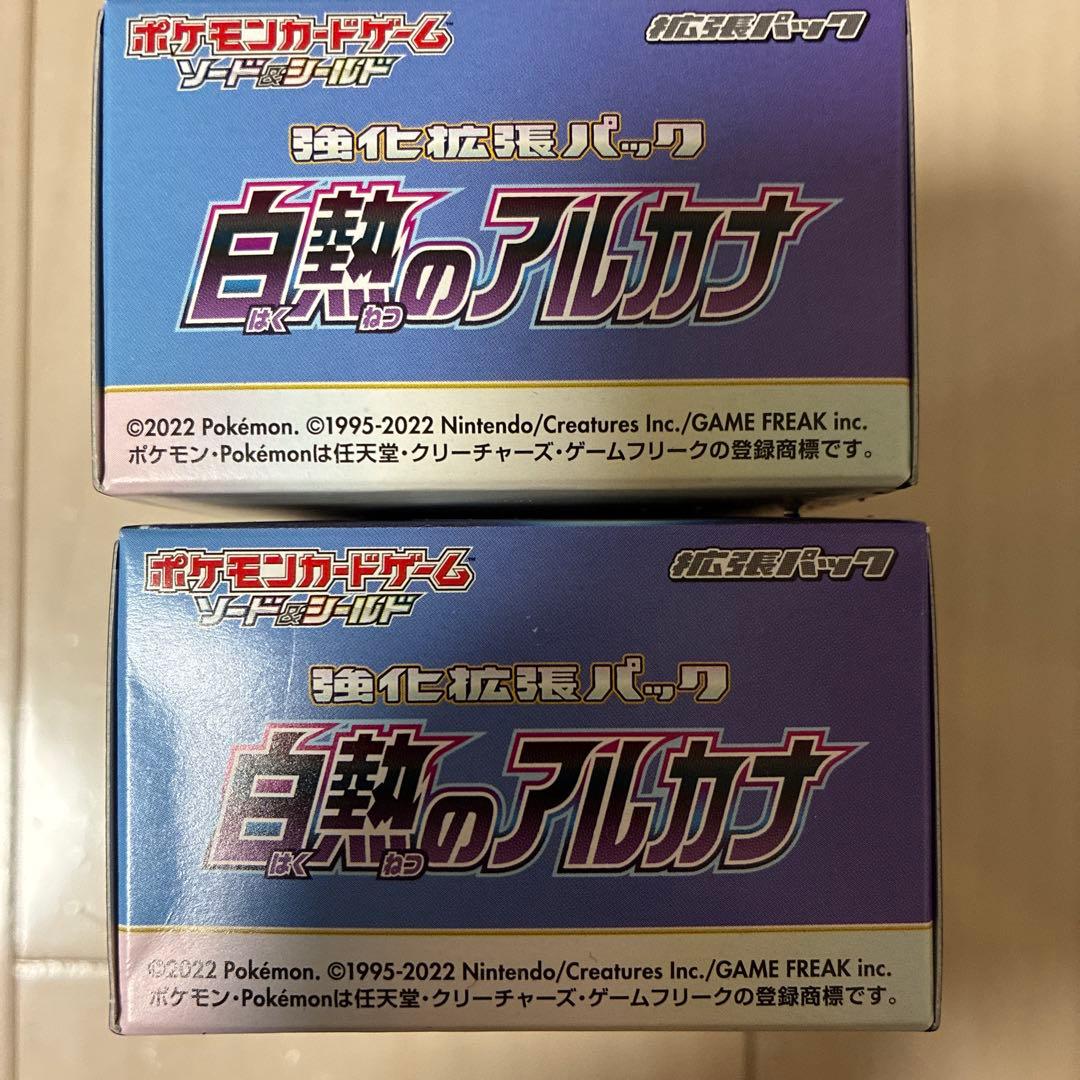 ポケモンカードゲーム™ 拡張パック
ソード&シールド
強化拡張パック
白熱のアルカナ
はく ねつ
©2022 Pokémon. ©1995-2022 Nintendo/Creatures Inc./GAME FREAK inc.
ポケモン・Pokémonは任天堂・クリーチャーズ・ゲームフリークの登録商標です。
ポケモンカードゲーム™ 拡張パック
ソード&シールド
強化拡張パック
白熱のアルカナ
はく ねつ
©2022 Pokémon. ©1995-2022 Nintendo/Creatures Inc./GAME FREAK inc.
ポケモン・Pokémonは任天堂・クリーチャーズ・ゲームフリークの登録商標です。